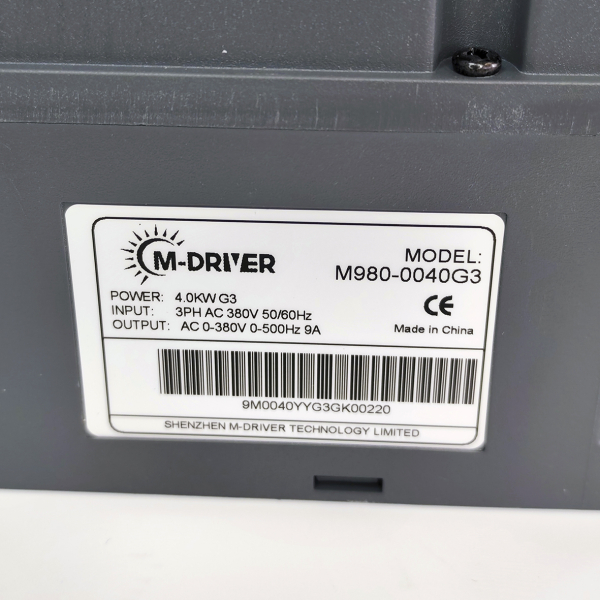 M-DRIVER
MODEL:
M980-0040G3
POWER: 4.0KW G3
INPUT: 3PH AC 380V 50/60Hz
OUTPUT: AC 0-380V 0-500Hz 9A
CE
Made in China
9M0040YYG3GK00220
SHENZHEN M-DRIVER TECHNOLOGY LIMITED